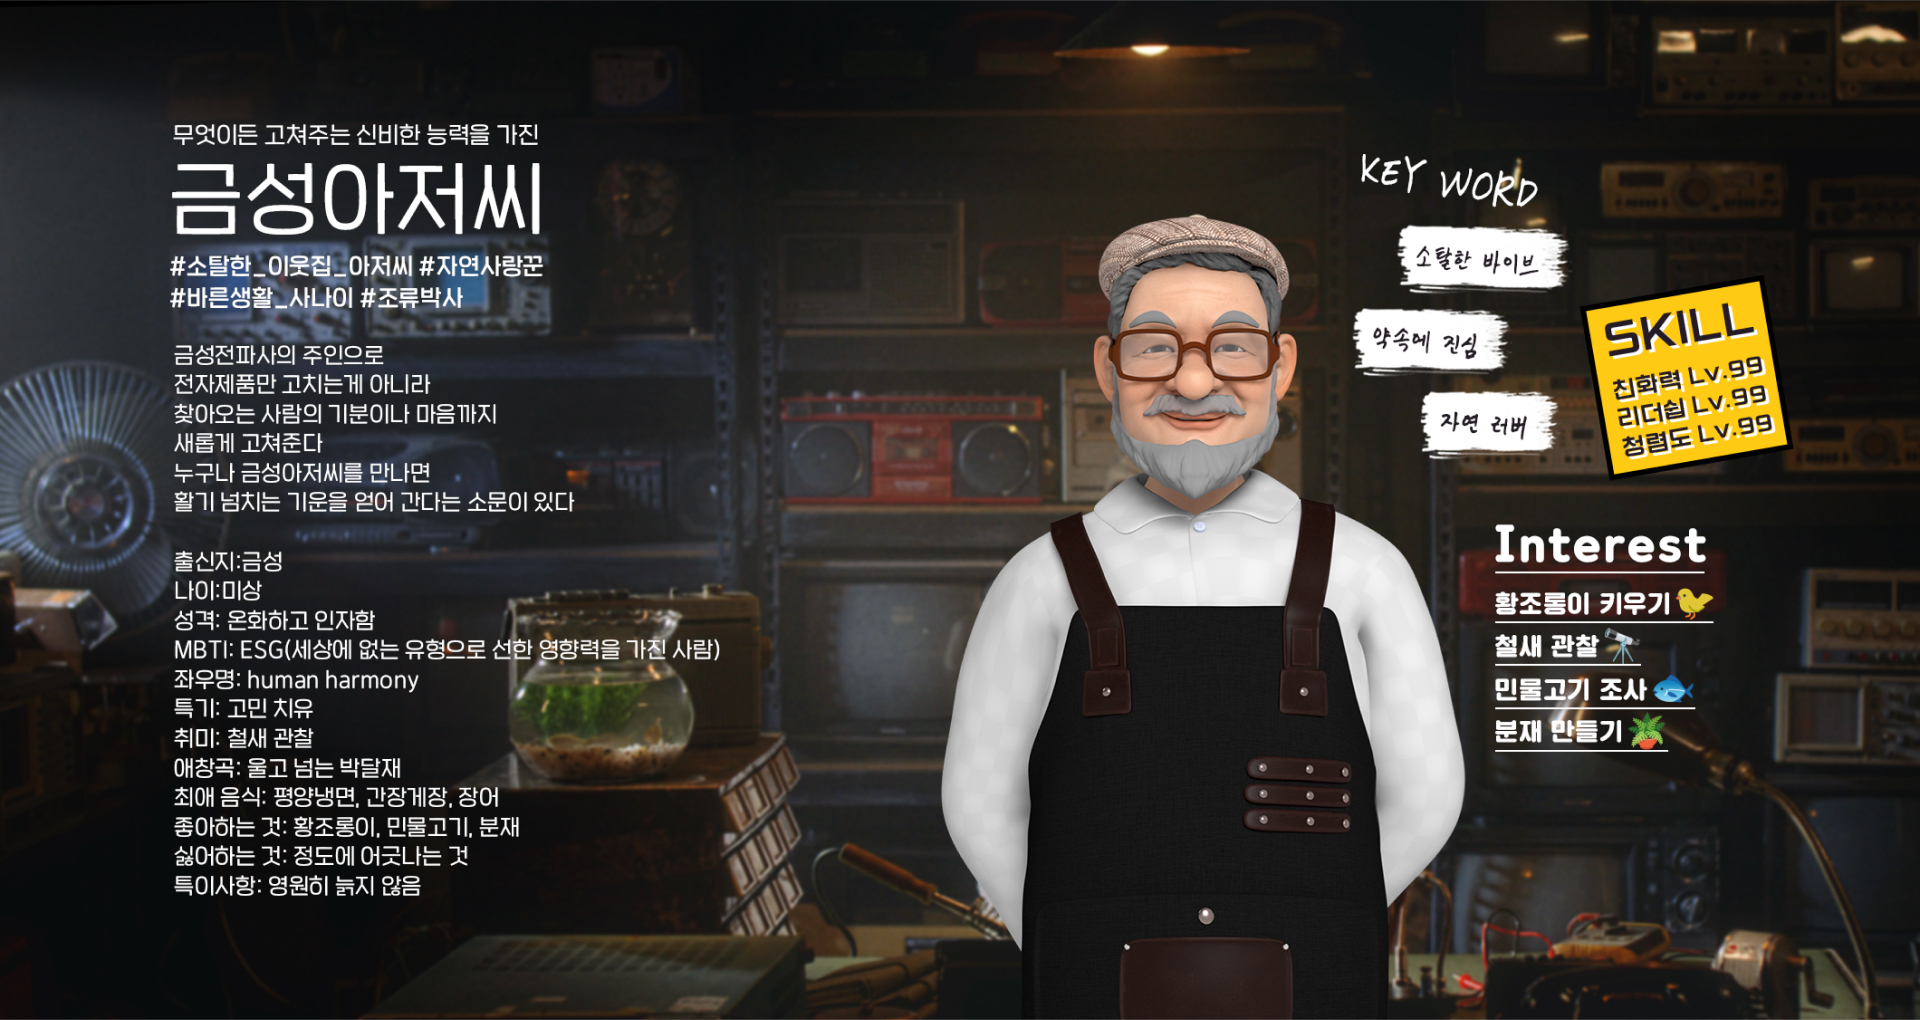 무엇이든 고쳐주는 신비한 능력을 가진
금성아저씨
#소탈한_이웃집_아저씨 #자연사랑꾼
#바른생활_사나이 #조류박사
금성전파사의 주인으로
전자제품만 고치는게 아니라
찾아오는 사람의 기분이나 마음까지
새롭게 고쳐준다
누구나 금성아저씨를 만나면
활기 넘치는 기운을 얻어 간다는 소문이 있다
출신지:금성
나이:미상
성격: 온화하고 인자함
MBTI: ESG(세상에 없는 유형으로 선한 영향력을 가진 사람)
좌우명: human harmony
특기: 고민 치유
취미: 철새 관찰
애창곡: 울고 넘는 박달재
최애 음식: 평양냉면, 간장게장, 장어
좋아하는 것: 황조롱이, 민물고기, 분재
싫어하는 것: 정도에 어긋나는 것
특이사항: 영원히 늙지 않음
KEY WORD
소탈한 바이브
약속에 진심
자연 러버
SKILL
친화력 Lv.99
리더쉽 Lv.99
청렴도 Lv.99
Interest
황조롱이 키우기
철새 관찰
민물고기 조사
분재 만들기